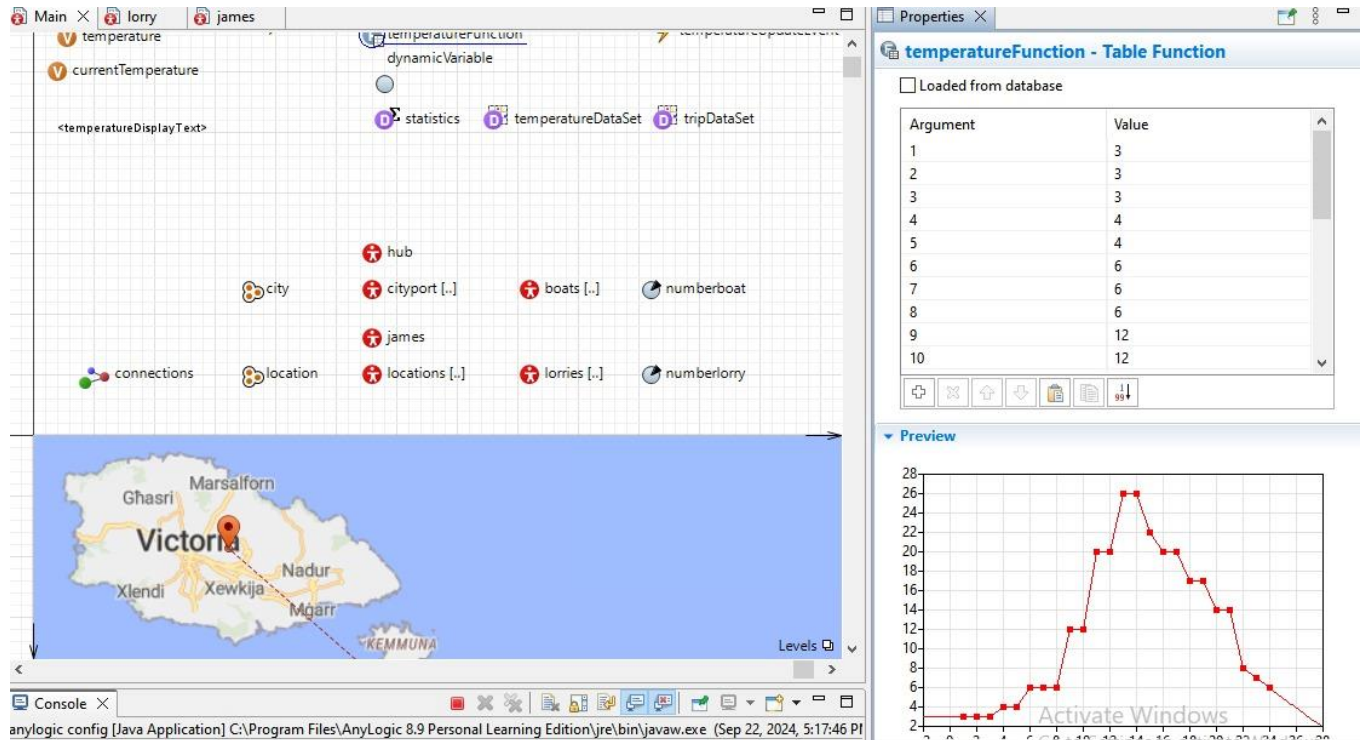 Main
lorry
james
temperature
temperatureFunction
temperatureUpdateEvent
dynamicVariable
currentTemperature
statistics
temperatureDataSet
tripDataSet
<temperatureDisplayText>
hub
city
cityport [..]
boats [..]
numberboat
james
connections
location
locations [..]
lorries [..]
numberlorry
Marsalforn
Għasri
Victoria
Nadur
Xlendi
Xewkija
Mġarr
KEMMUNA
Levels
Console
anylogic config [Java Application] C:\Program Files\AnyLogic 8.9 Personal Learning Edition\jre\bin\javaw.exe (Sep 22, 2024, 5:17:46 PM
Properties
temperatureFunction - Table Function
Loaded from database
Argument Value
1 3
2 3
3 3
4 4
5 4
6 6
7 6
8 6
9 12
10 12
Preview
28
26
24
22
20
18
16
14
12
10
8
6
4
2
Activate Windows